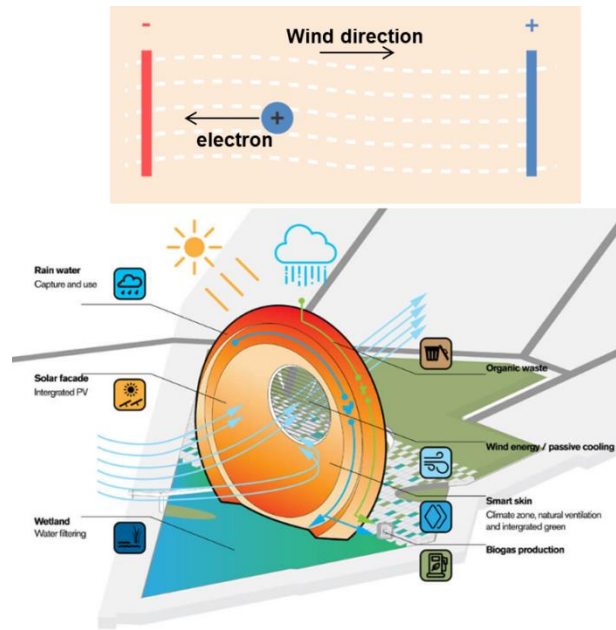 Wind direction
-
+
+
electron
Rain water
Capture and use
Solar facade
Intergrated PV
Organic waste
Wind energy / passive cooling
Wetland
Water filtering
Smart skin
Climate zone, natural ventilation
and intergrated green
Biogas production